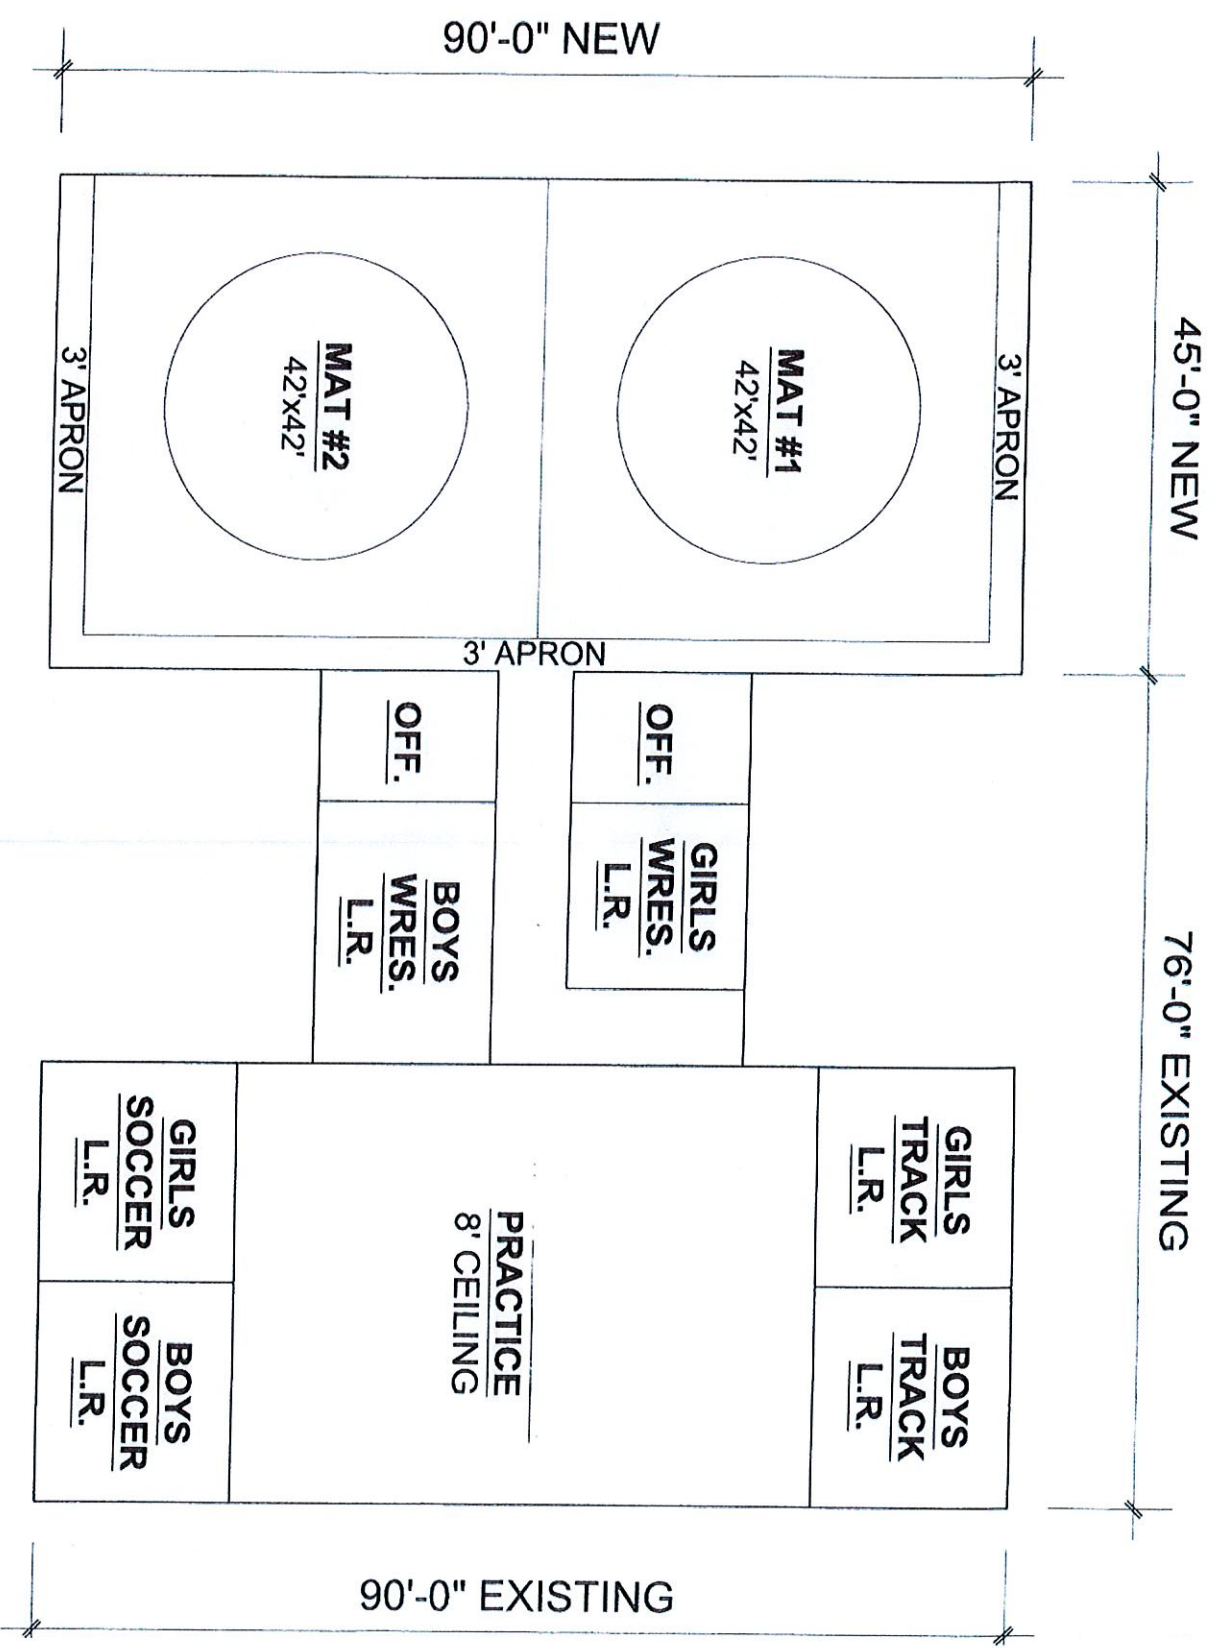 90'-0" NEW
45'-0" NEW
76'-0" EXISTING
3' APRON
MAT #1
42'x42'
MAT #2
42'x42'
3' APRON
3' APRON
OFF.
OFF.
GIRLS
WRES.
L.R.
BOYS
WRES.
L.R.
GIRLS
TRACK
L.R.
BOYS
TRACK
L.R.
PRACTICE
8' CEILING
GIRLS
SOCCER
L.R.
BOYS
SOCCER
L.R.
90'-0" EXISTING